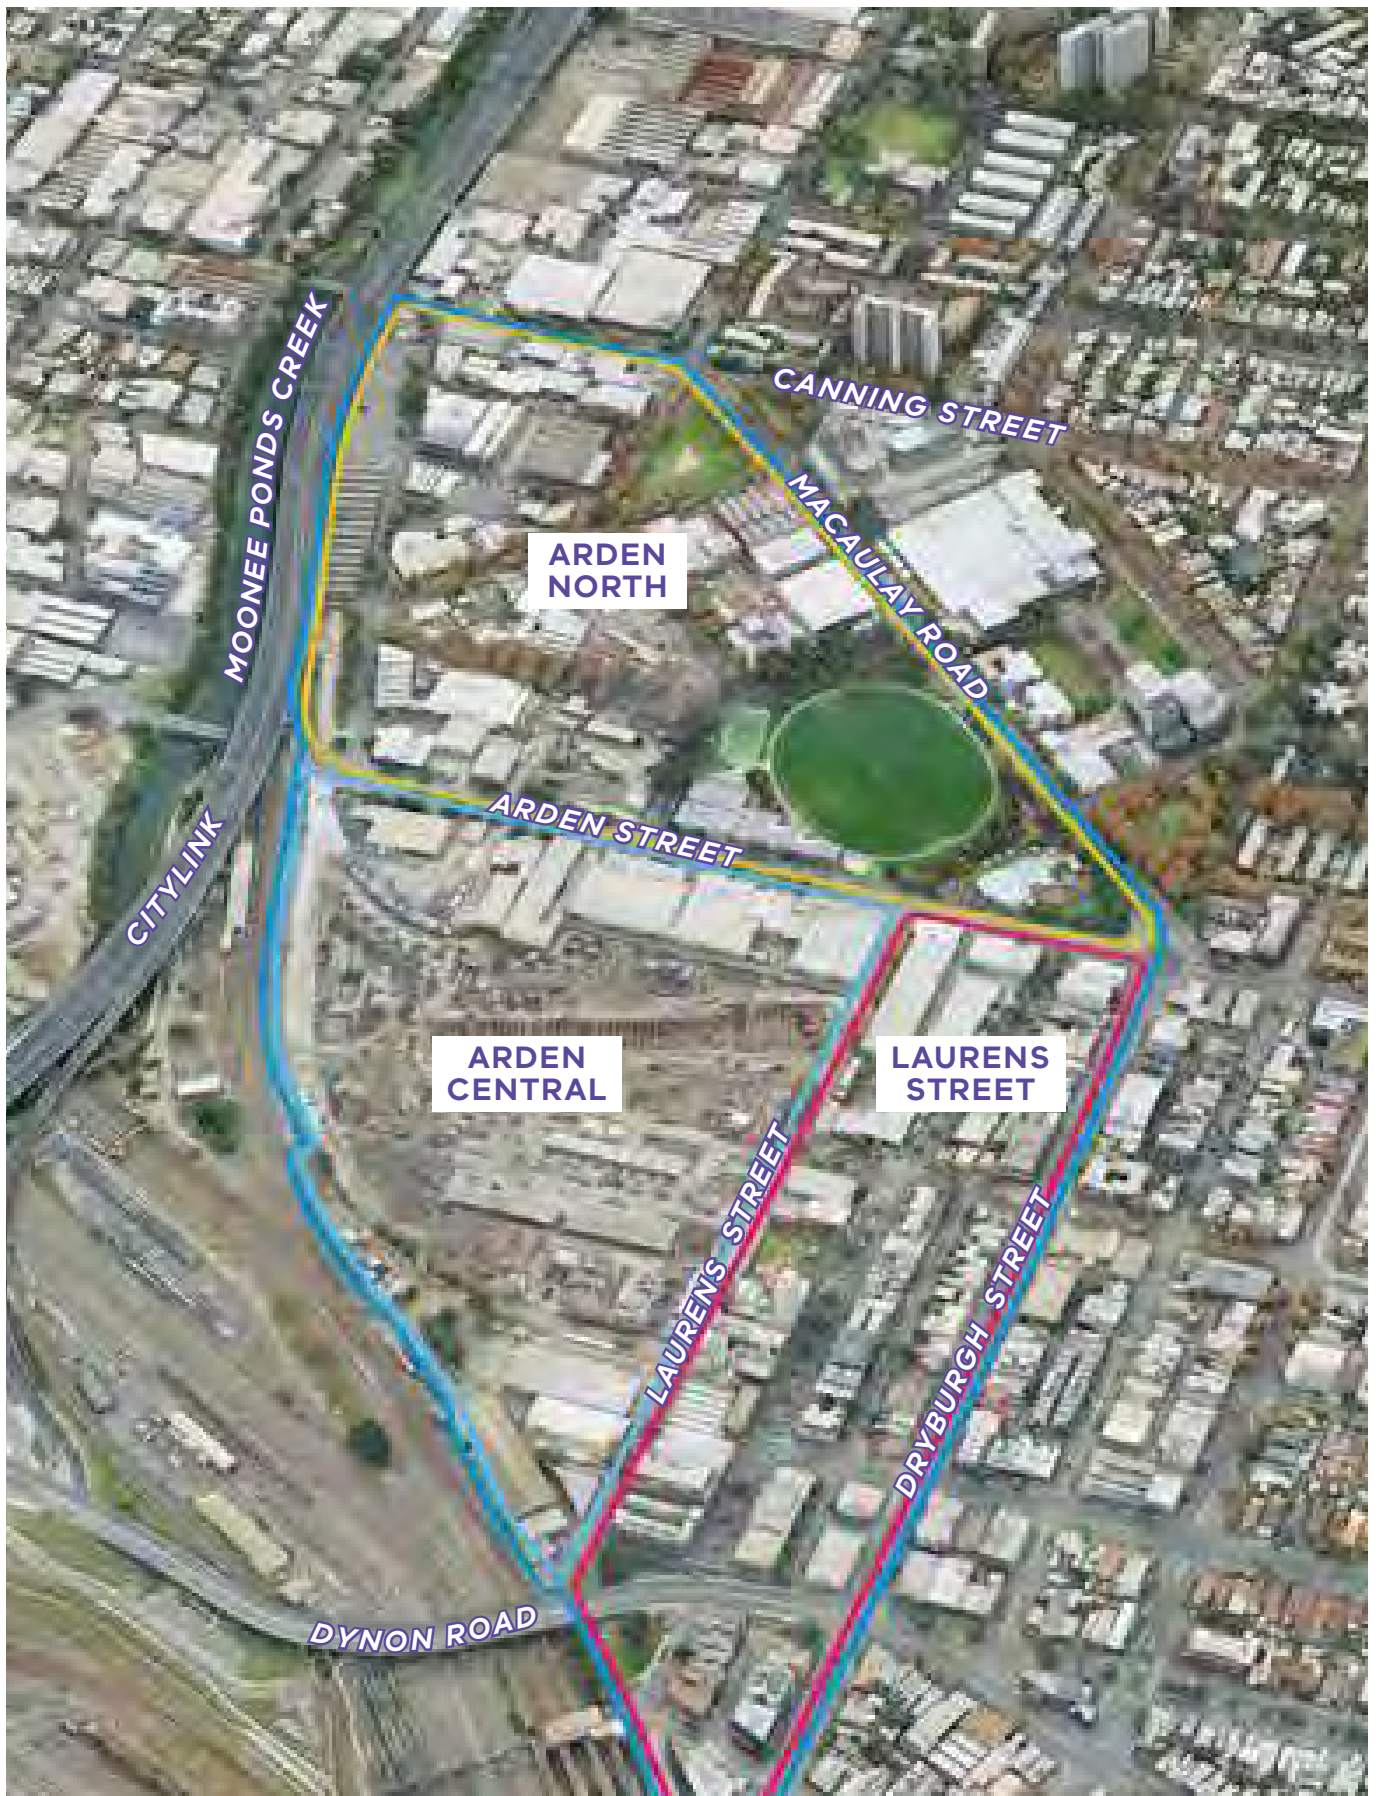 MOONEE PONDS CREEK
CANNING STREET
MACAULAY ROAD
ARDEN
NORTH
ARDEN STREET
CITYLINK
ARDEN
CENTRAL
LAURENS
STREET
LAURENS STREET
DRYBURGH STREET
DYNON ROAD